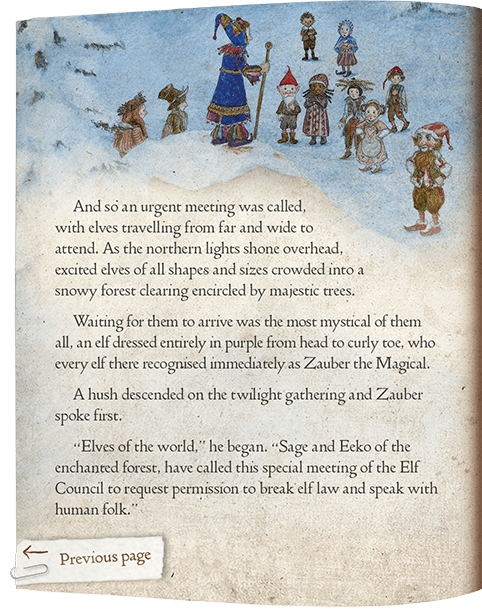 And so an urgent meeting was called,
with elves travelling from far and wide to
attend. As the northern lights shone overhead,
excited elves of all shapes and sizes crowded into a
snowy forest clearing encircled by majestic trees.
Waiting for them to arrive was the most mystical of them
all, an elf dressed entirely in purple from head to curly toe, who
every elf there recognised immediately as Zauber the Magical.
A hush descended on the twilight gathering and Zauber
spoke first.
“Elves of the world,” he began. “Sage and Eeko of the
enchanted forest, have called this special meeting of the Elf
Council to request permission to break elf law and speak with
human folk.”
Previous page